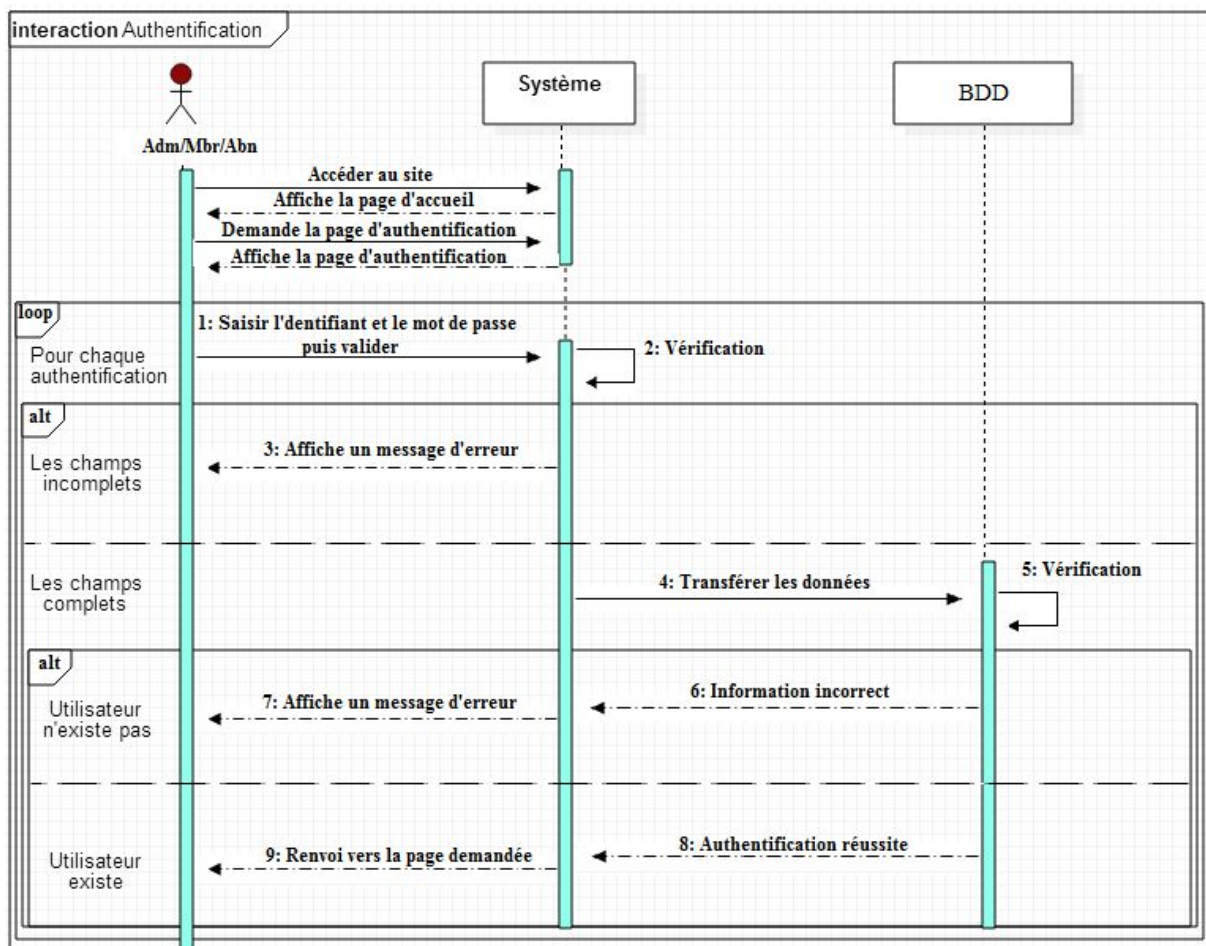 interaction Authentification
Système
BDD
Adm/Mbr/Abn
Accéder au site
Affiche la page d'accueil
Demande la page d'authentification
Affiche la page d'authentification
loop
Pour chaque
authentification
1: Saisir l'dentifiant et le mot de passe
puis valider
2: Vérification
alt
Les champs
incomplets
3: Affiche un message d'erreur
Les champs
complets
4: Transférer les données
5: Vérification
alt
Utilisateur
n'existe pas
6: Information incorrect
7: Affiche un message d'erreur
Utilisateur
existe
8: Authentification réussite
9: Renvoi vers la page demandée